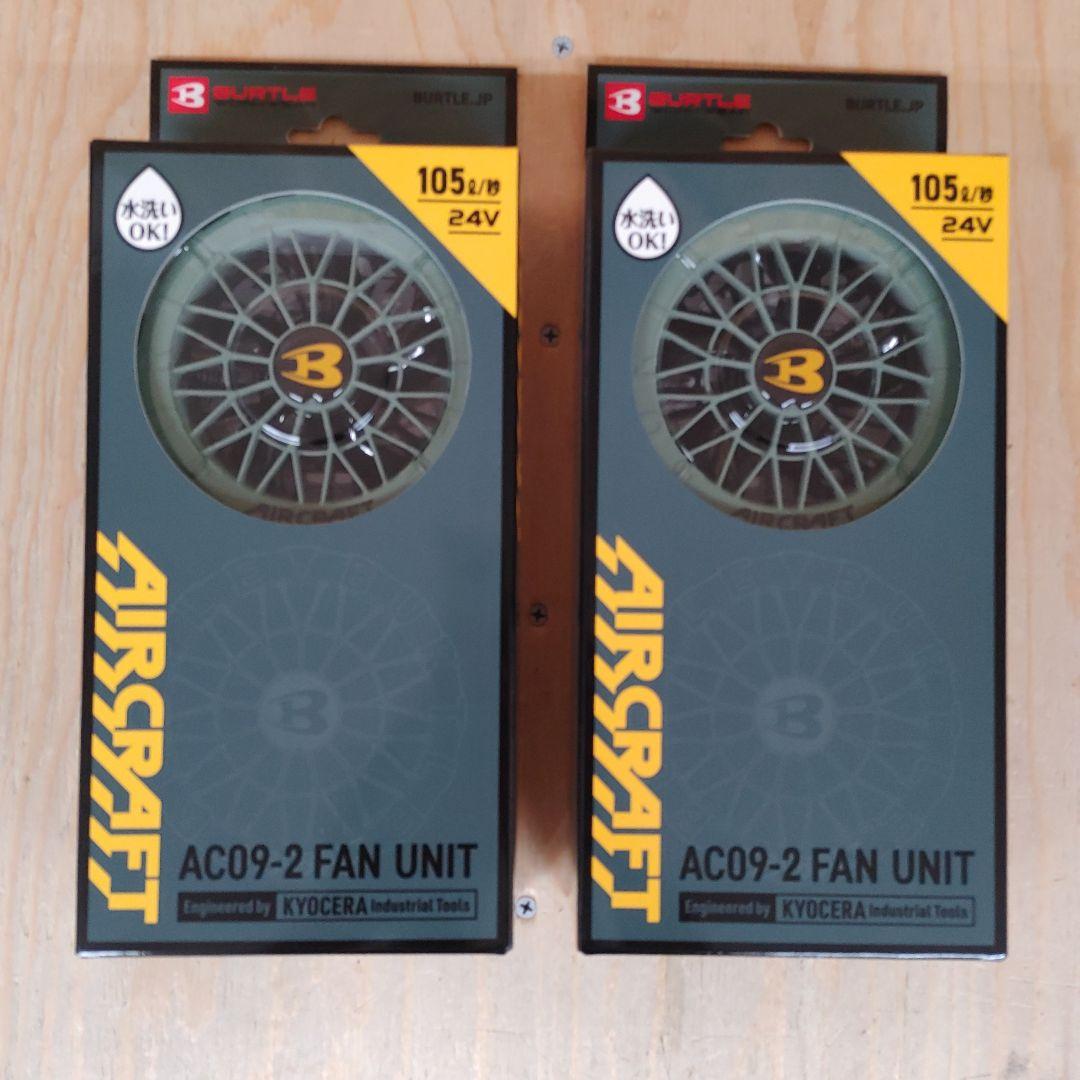 BURTLE
BURTLE.JP
水洗い
OK!
105ℓ/秒
24V
B
AIRCRAFT
AIRCRAFT
B
AC09-2 FAN UNIT
Engineered by KYOCERA Industrial Tools
BURTLE
BURTLE.JP
水洗い
OK!
105ℓ/秒
24V
B
AIRCRAFT
AIRCRAFT
B
AC09-2 FAN UNIT
Engineered by KYOCERA Industrial Tools